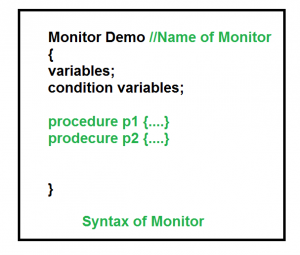 Monitor Demo //Name of Monitor
{
variables;
condition variables;
procedure p1 {....}
prodecure p2 {....}
}
Syntax of Monitor